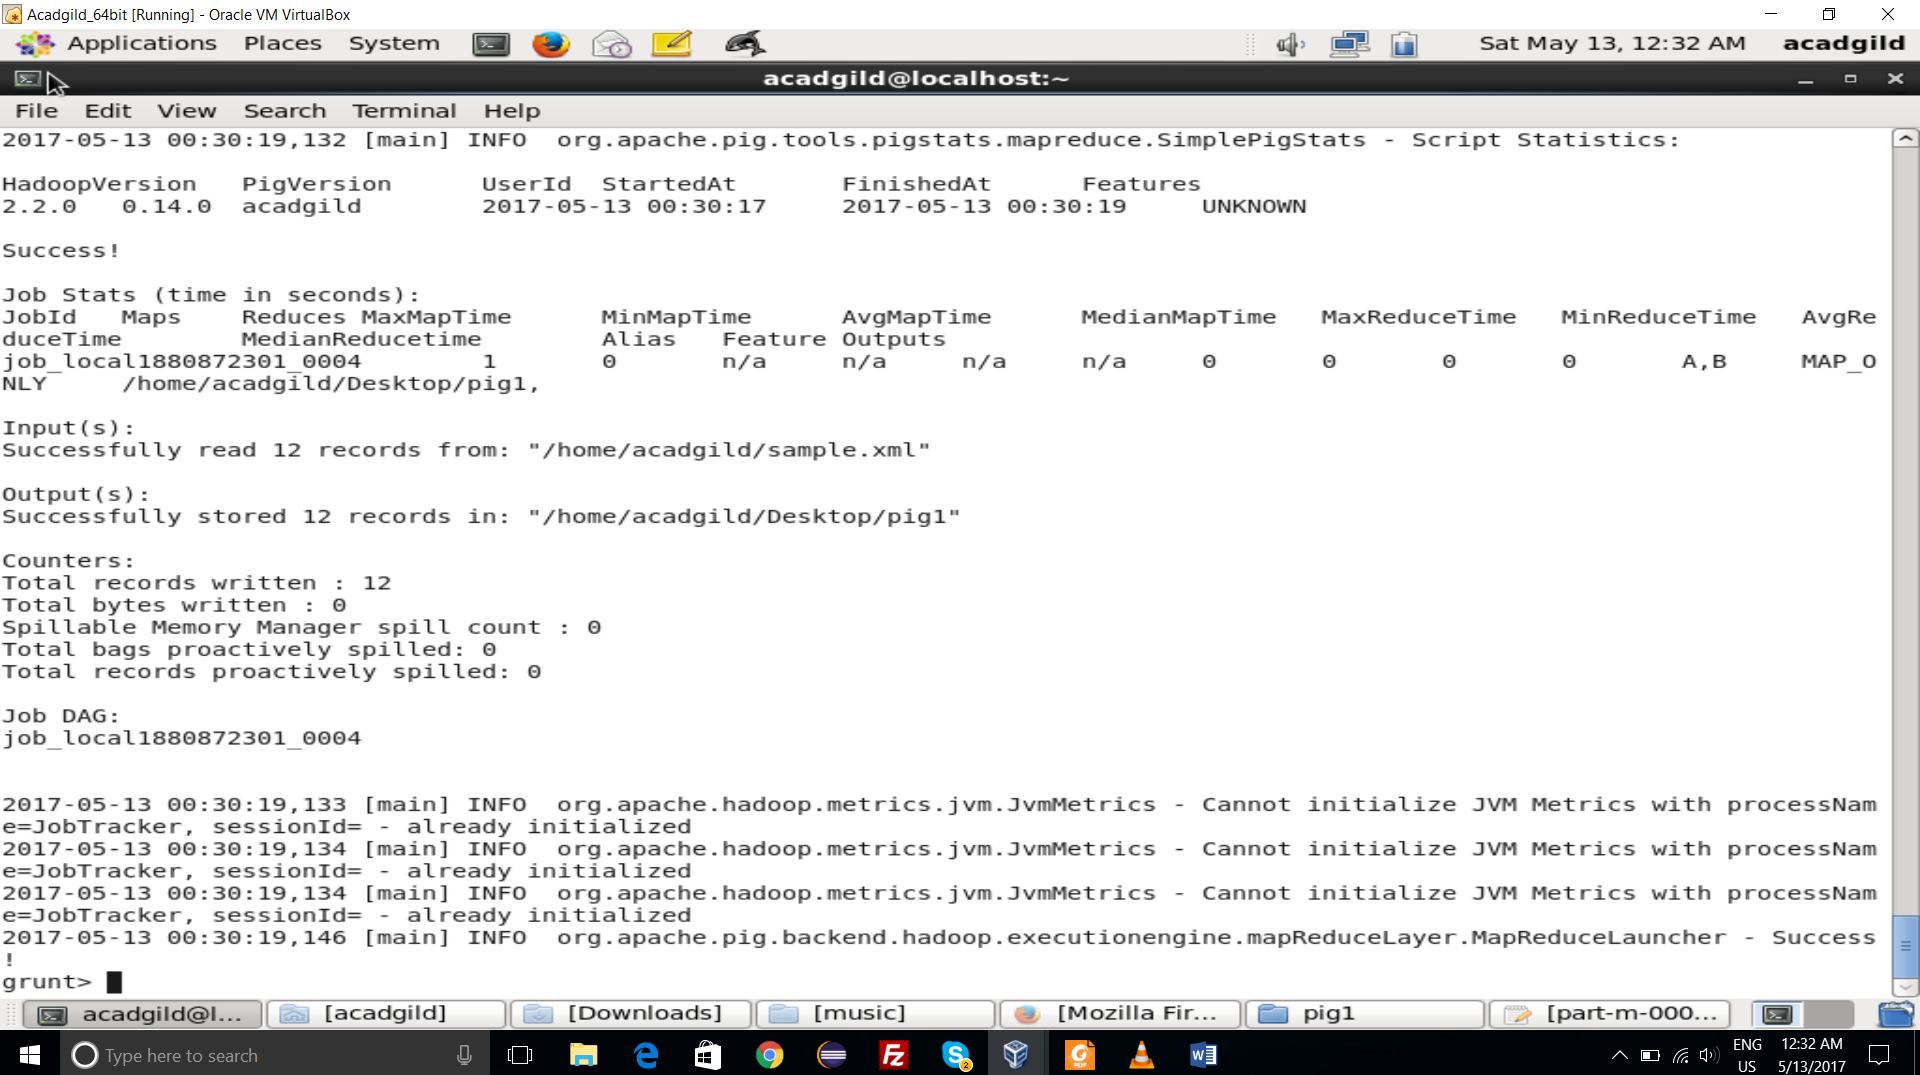 Acadgild_64bit [Running] - Oracle VM VirtualBox
Applications Places System Sat May 13, 12:32 AM acadgild
acadgild@localhost:~
File Edit View Search Terminal Help
2017-05-13 00:30:19,132 [main] INFO  org.apache.pig.tools.pigstats.mapreduce.SimplePigStats - Script Statistics:
HadoopVersion PigVersion UserId StartedAt FinishedAt Features
2.2.0 0.14.0 acadgild 2017-05-13 00:30:17 2017-05-13 00:30:19 UNKNOWN
Success!
Job Stats (time in seconds):
JobId Maps Reduces MaxMapTime MinMapTime AvgMapTime MedianMapTime MaxReduceTime MinReduceTime AvgRe
duceTime MedianReducetime Alias Feature Outputs
job_local1880872301_0004 1 0 n/a n/a n/a n/a 0 0 0 0 A,B MAP_O
NLY /home/acadgild/Desktop/pig1,
Input(s):
Successfully read 12 records from: "/home/acadgild/sample.xml"
Output(s):
Successfully stored 12 records in: "/home/acadgild/Desktop/pig1"
Counters:
Total records written : 12
Total bytes written : 0
Spillable Memory Manager spill count : 0
Total bags proactively spilled: 0
Total records proactively spilled: 0
Job DAG:
job_local1880872301_0004
2017-05-13 00:30:19,133 [main] INFO  org.apache.hadoop.metrics.jvm.JvmMetrics - Cannot initialize JVM Metrics with processNam
e=JobTracker, sessionId= - already initialized
2017-05-13 00:30:19,134 [main] INFO  org.apache.hadoop.metrics.jvm.JvmMetrics - Cannot initialize JVM Metrics with processNam
e=JobTracker, sessionId= - already initialized
2017-05-13 00:30:19,134 [main] INFO  org.apache.hadoop.metrics.jvm.JvmMetrics - Cannot initialize JVM Metrics with processNam
e=JobTracker, sessionId= - already initialized
2017-05-13 00:30:19,146 [main] INFO  org.apache.pig.backend.hadoop.executionengine.mapReduceLayer.MapReduceLauncher - Success
!
grunt>
acadgild@l... [acadgild] [Downloads] [music] [Mozilla Fir... pig1 [part-m-000...
Type here to search
ENG 12:32 AM
US 5/13/2017